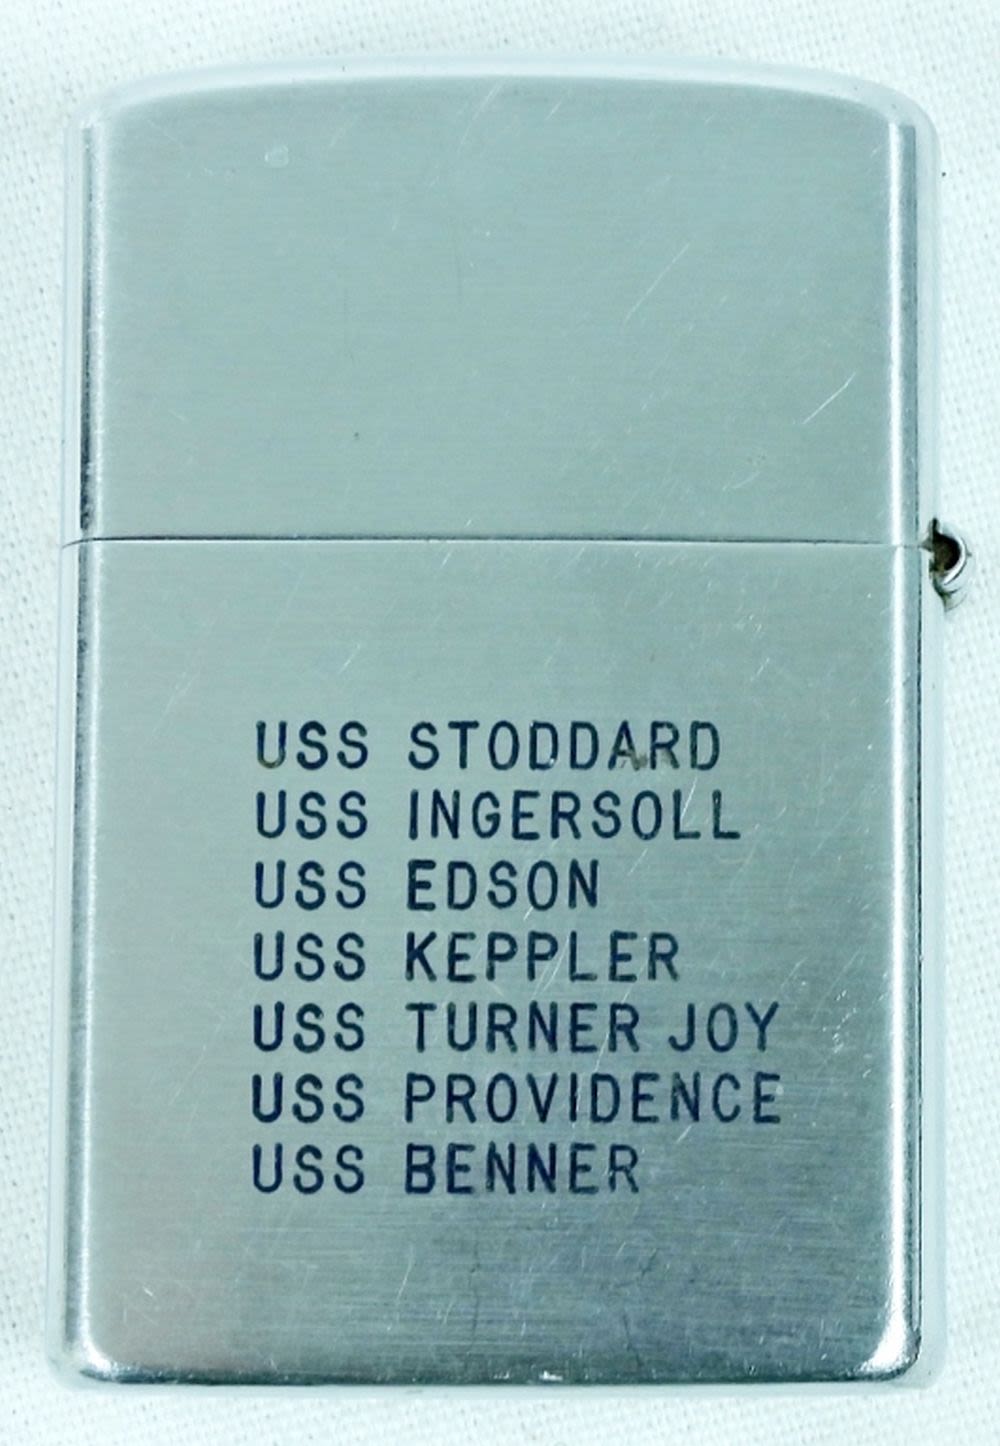 USS STODDARD
USS INGERSOLL
USS EDSON
USS KEPPLER
USS TURNER JOY
USS PROVIDENCE
USS BENNER